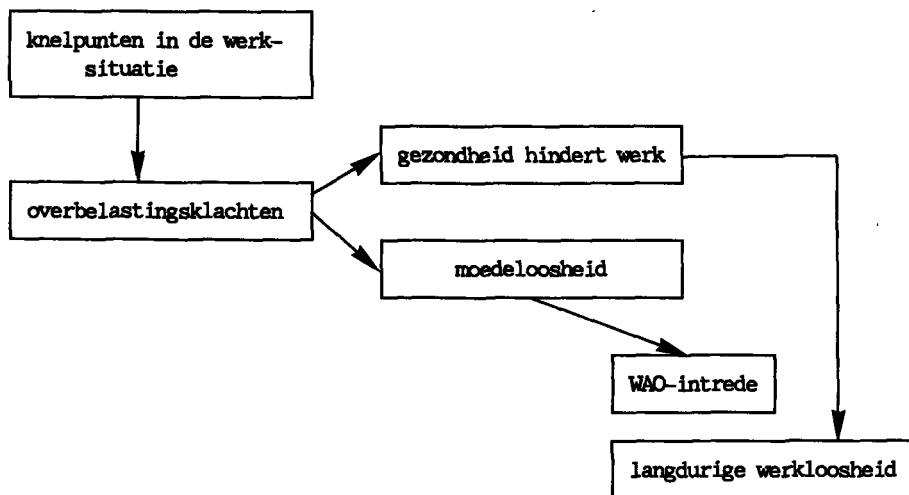 knelpunten in de werk-
situatie
gezondheid hindert werk
overbelastingsklachten
moedeloosheid
WAO-intrede
langdurige werkloosheid